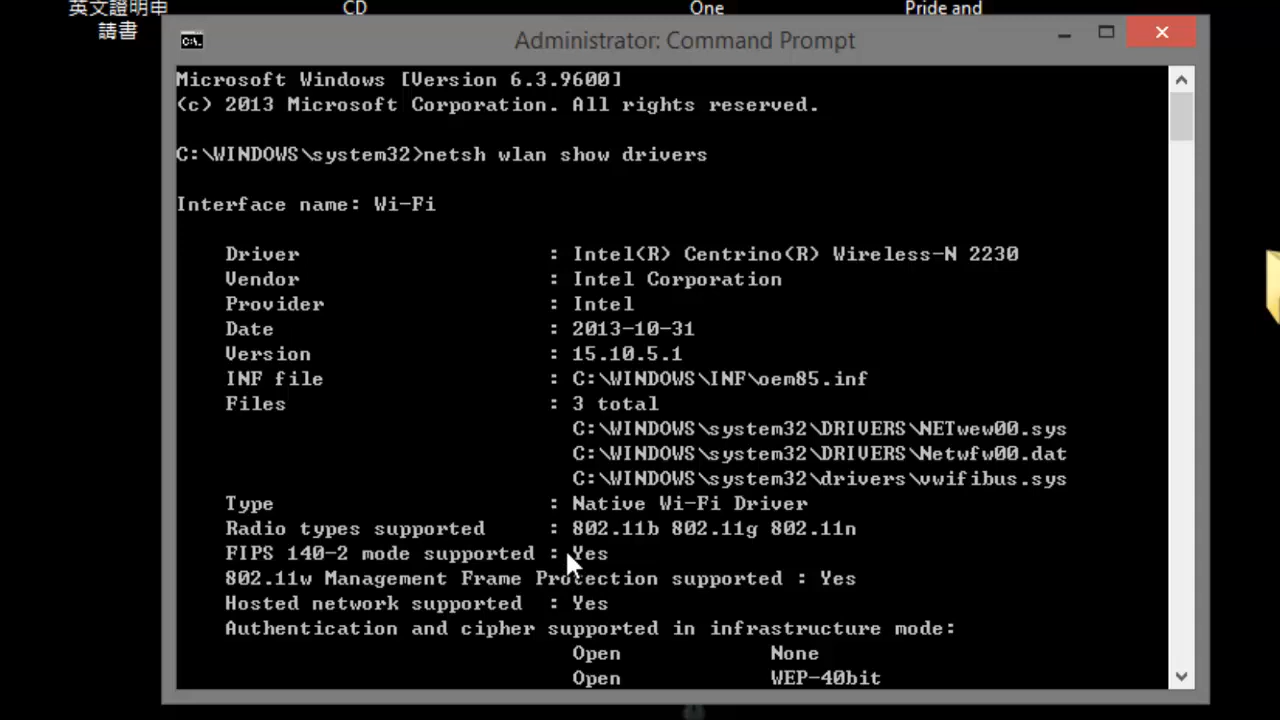 英文證明申
請書
CD
One
Pride and
Administrator: Command Prompt
Microsoft Windows [Version 6.3.9600]
(c) 2013 Microsoft Corporation. All rights reserved.
C:\WINDOWS\system32>netsh wlan show drivers
Interface name: Wi-Fi
Driver : Intel(R) Centrino(R) Wireless-N 2230
Vendor : Intel Corporation
Provider : Intel
Date : 2013-10-31
Version : 15.10.5.1
INF file : C:\WINDOWS\INF\oem85.inf
Files : 3 total
C:\WINDOWS\system32\DRIVERS\NETwew00.sys
C:\WINDOWS\system32\DRIVERS\Netwfw00.dat
C:\WINDOWS\system32\drivers\vwifibus.sys
Type : Native Wi-Fi Driver
Radio types supported : 802.11b 802.11g 802.11n
FIPS 140-2 mode supported : Yes
802.11w Management Frame Protection supported : Yes
Hosted network supported : Yes
Authentication and cipher supported in infrastructure mode:
Open None
Open WEP-40bit